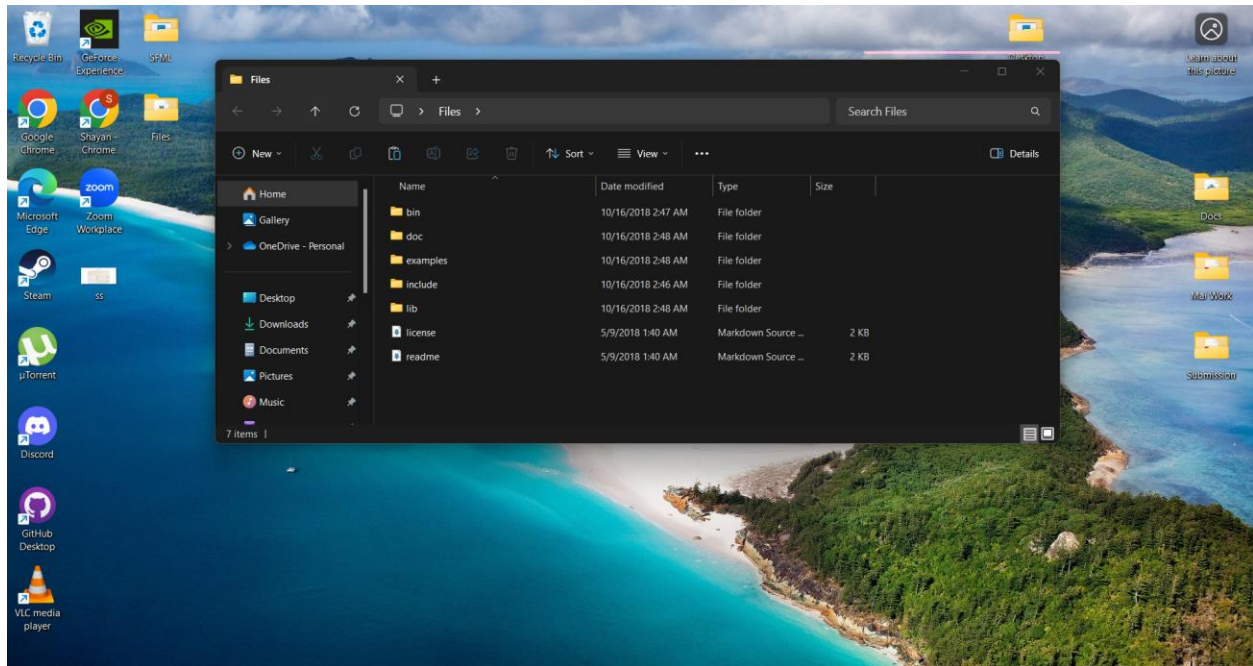 Recycle Bin
GeForce
Experience
SFML
Desktop
Learn about
this picture
Files
Files
Search Files
New
Sort
View
Details
Name
Date modified
Type
Size
Home
Gallery
OneDrive - Personal
Desktop
Downloads
Documents
Pictures
Music
bin 10/16/2018 2:47 AM File folder
doc 10/16/2018 2:48 AM File folder
examples 10/16/2018 2:48 AM File folder
include 10/16/2018 2:46 AM File folder
lib 10/16/2018 2:48 AM File folder
license 5/9/2018 1:40 AM Markdown Source ... 2 KB
readme 5/9/2018 1:40 AM Markdown Source ... 2 KB
7 items
Google
Chrome
S
Shayan -
Chrome
Files
Microsoft
Edge
zoom
Zoom
Workplace
Steam
ss
µTorrent
Discord
GitHub
Desktop
VLC media
player
Docs
Mai Work
Submission